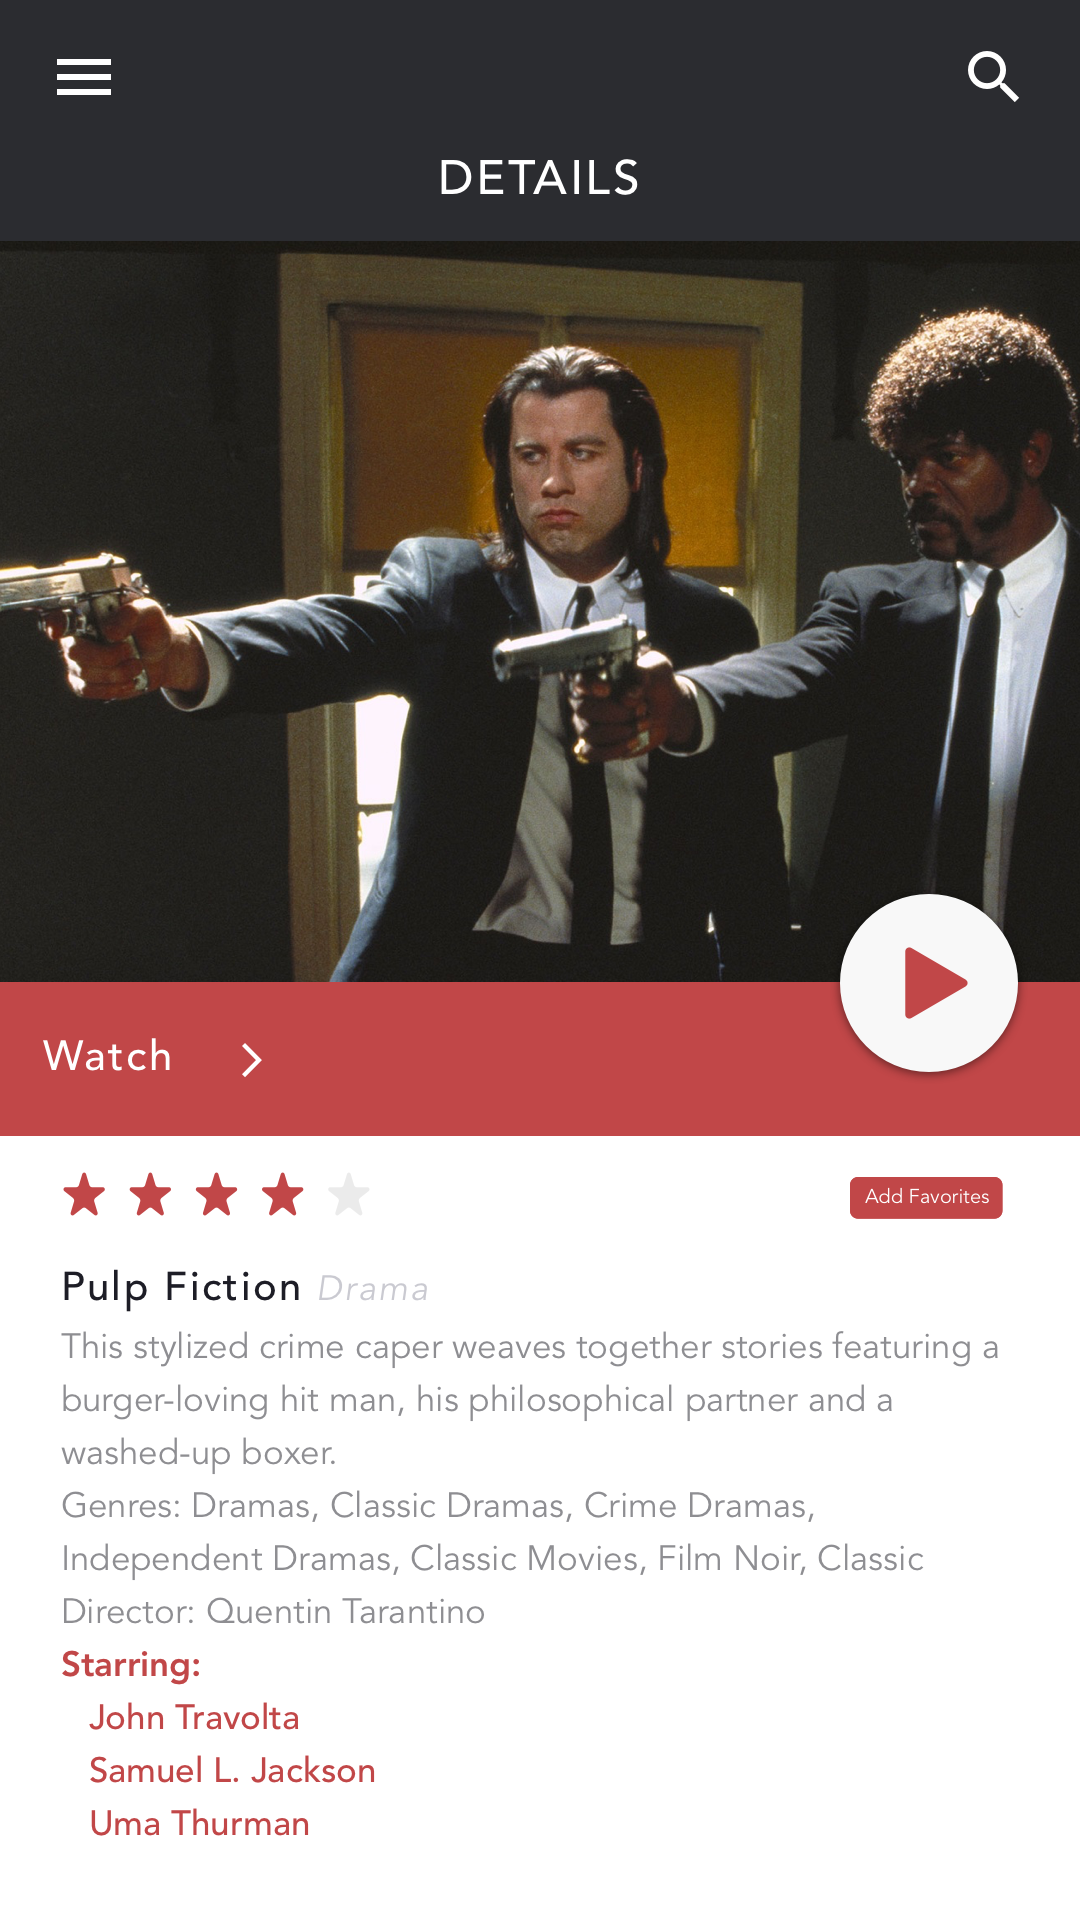 DETAILS
Watch
Add Favorites
Pulp Fiction Drama
This stylized crime caper weaves together stories featuring a
burger-loving hit man, his philosophical partner and a
washed-up boxer.
Genres: Dramas, Classic Dramas, Crime Dramas,
Independent Dramas, Classic Movies, Film Noir, Classic
Director: Quentin Tarantino
Starring:
John Travolta
Samuel L. Jackson
Uma Thurman